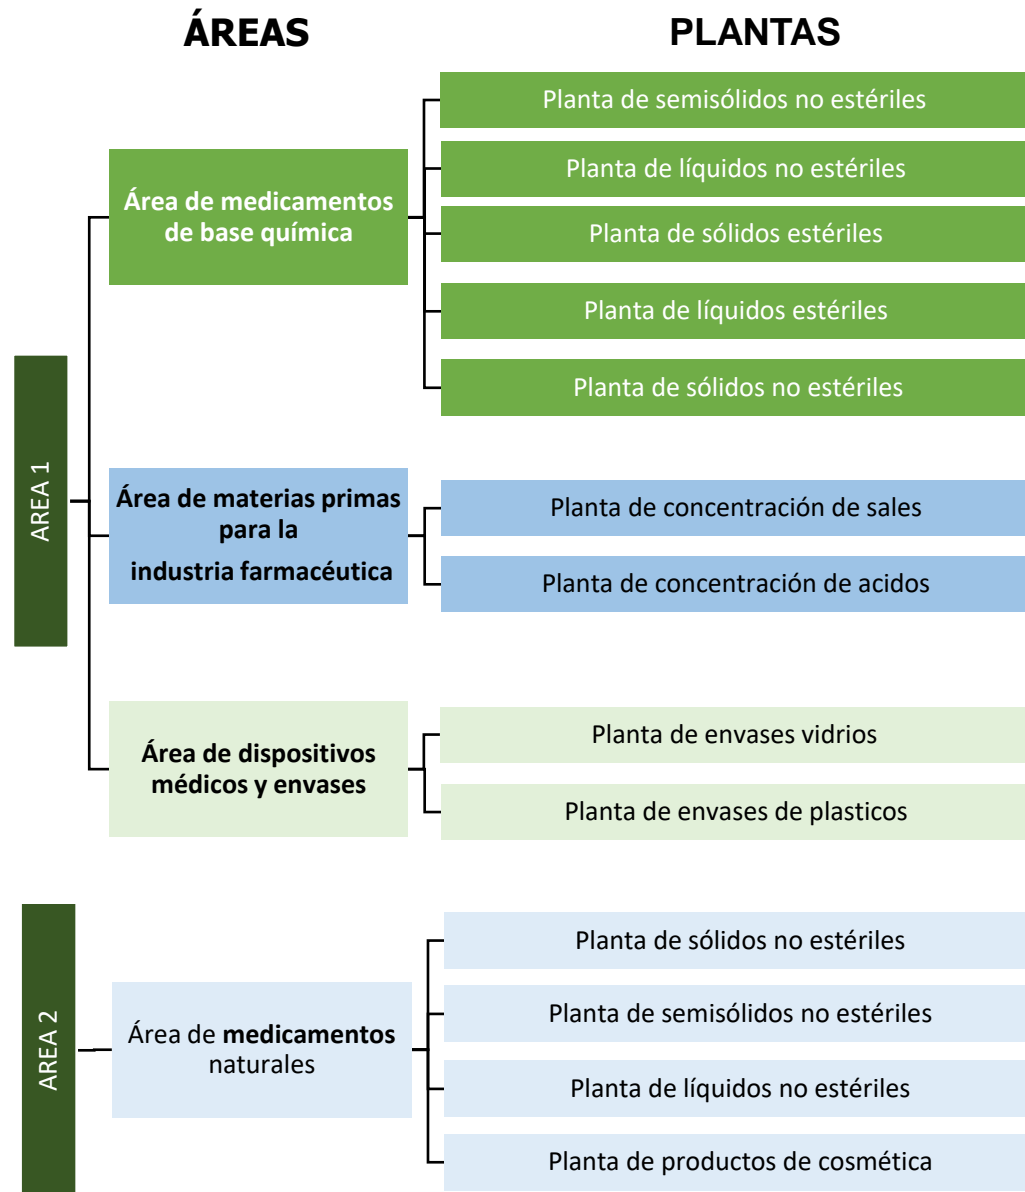 ÁREAS
PLANTAS
AREA 1
Área de medicamentos
de base química
Planta de semisólidos no estériles
Planta de líquidos no estériles
Planta de sólidos estériles
Planta de líquidos estériles
Planta de sólidos no estériles
Área de materias primas
para la
industria farmacéutica
Planta de concentración de sales
Planta de concentración de acidos
Área de dispositivos
médicos y envases
Planta de envases vidrios
Planta de envases de plasticos
AREA 2
Área de medicamentos
naturales
Planta de sólidos no estériles
Planta de semisólidos no estériles
Planta de líquidos no estériles
Planta de productos de cosmética